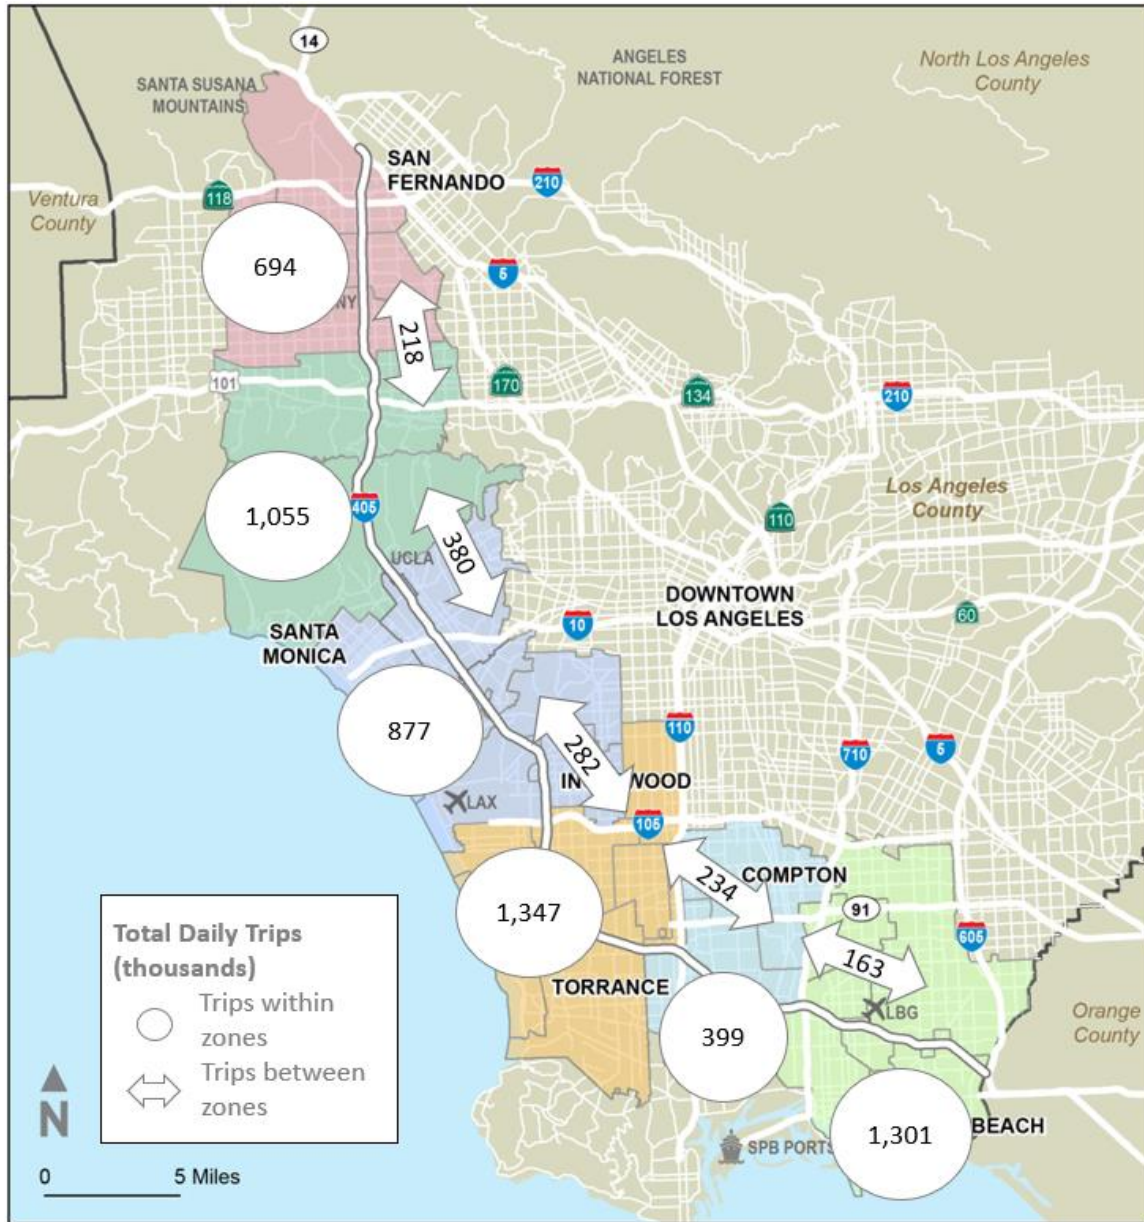 14
ANGELES
NATIONAL FOREST
North Los Angeles
County
SANTA SUSANA
MOUNTAINS
SAN
FERNANDO
210
118
Ventura
County
694
5
NY
218
101
170
134
210
1,055
405
Los Angeles
County
110
380
UCLA
DOWNTOWN
LOS ANGELES
60
10
SANTA
MONICA
877
110
710
5
282
IN
WOOD
LAX
105
COMPTON
234
91
1,347
605
163
TORRANCE
LBG
Orange
County
399
1,301
BEACH
SPB PORTS
Total Daily Trips
(thousands)
Trips within
zones
Trips between
zones
N
0 5 Miles